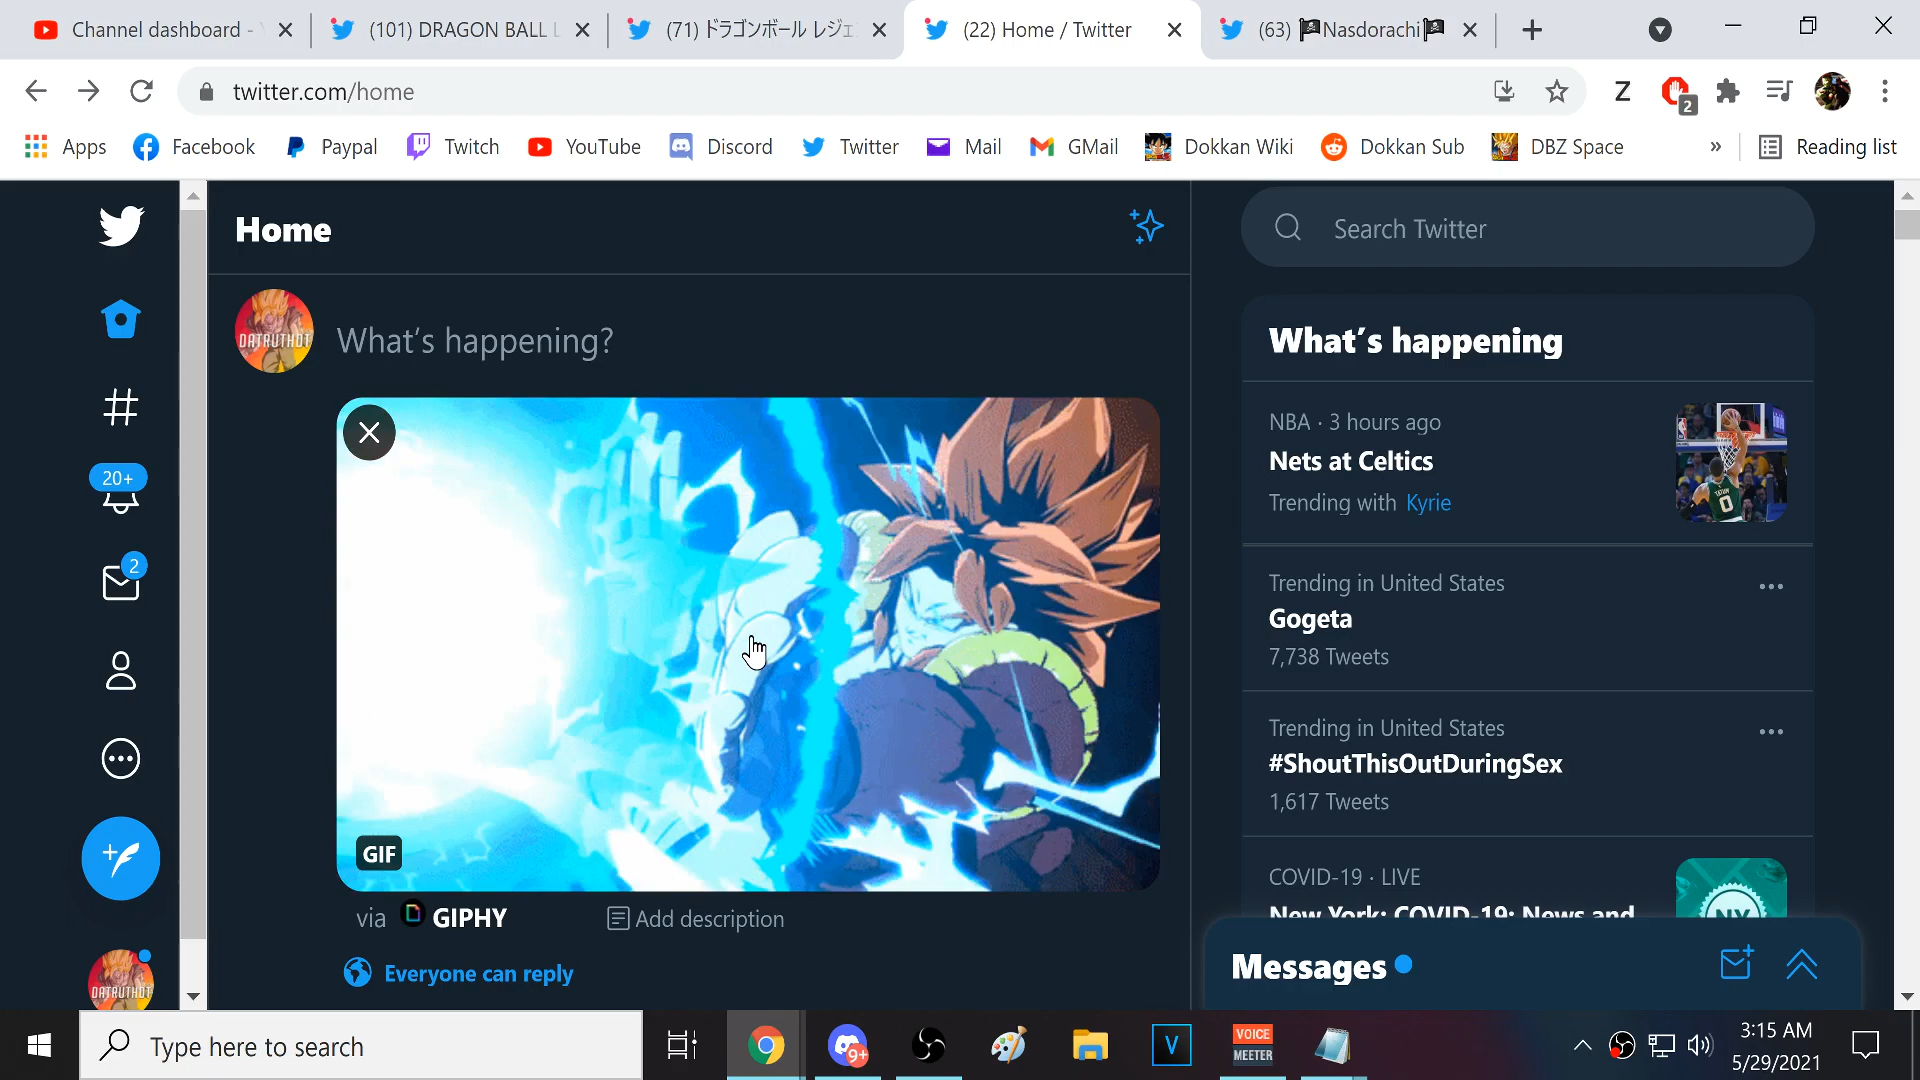 Channel dashboard -
(101) DRAGON BALL L
(71) ドラゴンボール レジェ
(22) Home / Twitter
(63) 🏴Nasdorachi🏴
twitter.com/home
Z
2
Apps
Facebook
Paypal
Twitch
YouTube
Discord
Twitter
Mail
GMail
Dokkan Wiki
Dokkan Sub
DBZ Space
»
Reading list
Home
Search Twitter
DATRUTHDT
What's happening?
20+
2
GIF
via GIPHY
Add description
Everyone can reply
DATRUTHDT
What's happening
NBA · 3 hours ago
Nets at Celtics
Trending with Kyrie
TATUM
0
Trending in United States
Gogeta
7,738 Tweets
Trending in United States
#ShoutThisOutDuringSex
1,617 Tweets
COVID-19 · LIVE
New York: COVID-19: News and
NY
Messages
Type here to search
9+
V
VOICE
MEETER
3:15 AM
5/29/2021